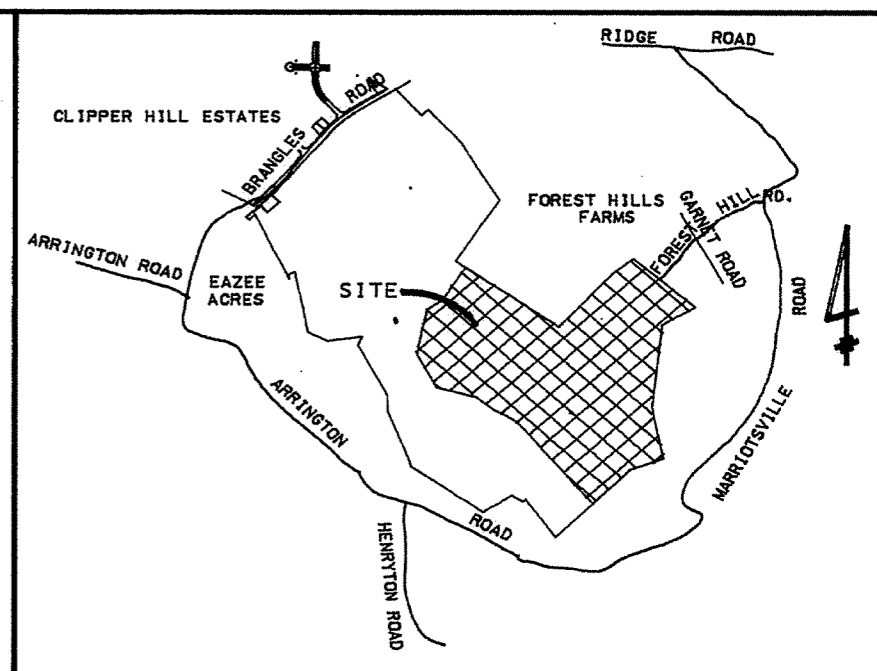 RIDGE ROAD
CLIPPER HILL ESTATES
BRANGLES ROAD
FOREST HILLS
FARMS
GARNET ROAD
FOREST HILL RD.
ARRINGTON ROAD
EAZEE
ACRES
SITE
ROAD
MARRIOTSVILLE
ARRINGTON
ROAD
HENRYTON ROAD